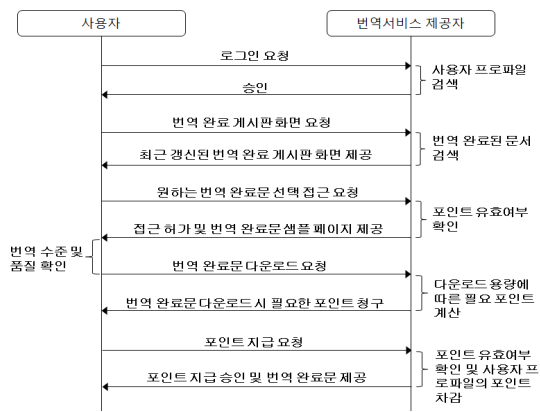 사용자
번역서비스 제공자
로그인 요청
사용자 프로파일
검색
승인
번역 완료 게시판 화면 요청
번역 완료된 문서
검색
최근 갱신된 번역 완료 게시판 화면 제공
원하는 번역 완료문 선택 접근 요청
포인트 유효여부
확인
접근 허가 및 번역 완료문 샘플 페이지 제공
번역 수준 및
품질 확인
번역 완료문 다운로드 요청
다운로드 용량에
따른 필요 포인트
계산
번역 완료문 다운로드 시 필요한 포인트 청구
포인트 지급 요청
포인트 유효여부
확인 및 사용자 프
로파일의 포인트
차감
포인트 지급 승인 및 번역 완료문 제공